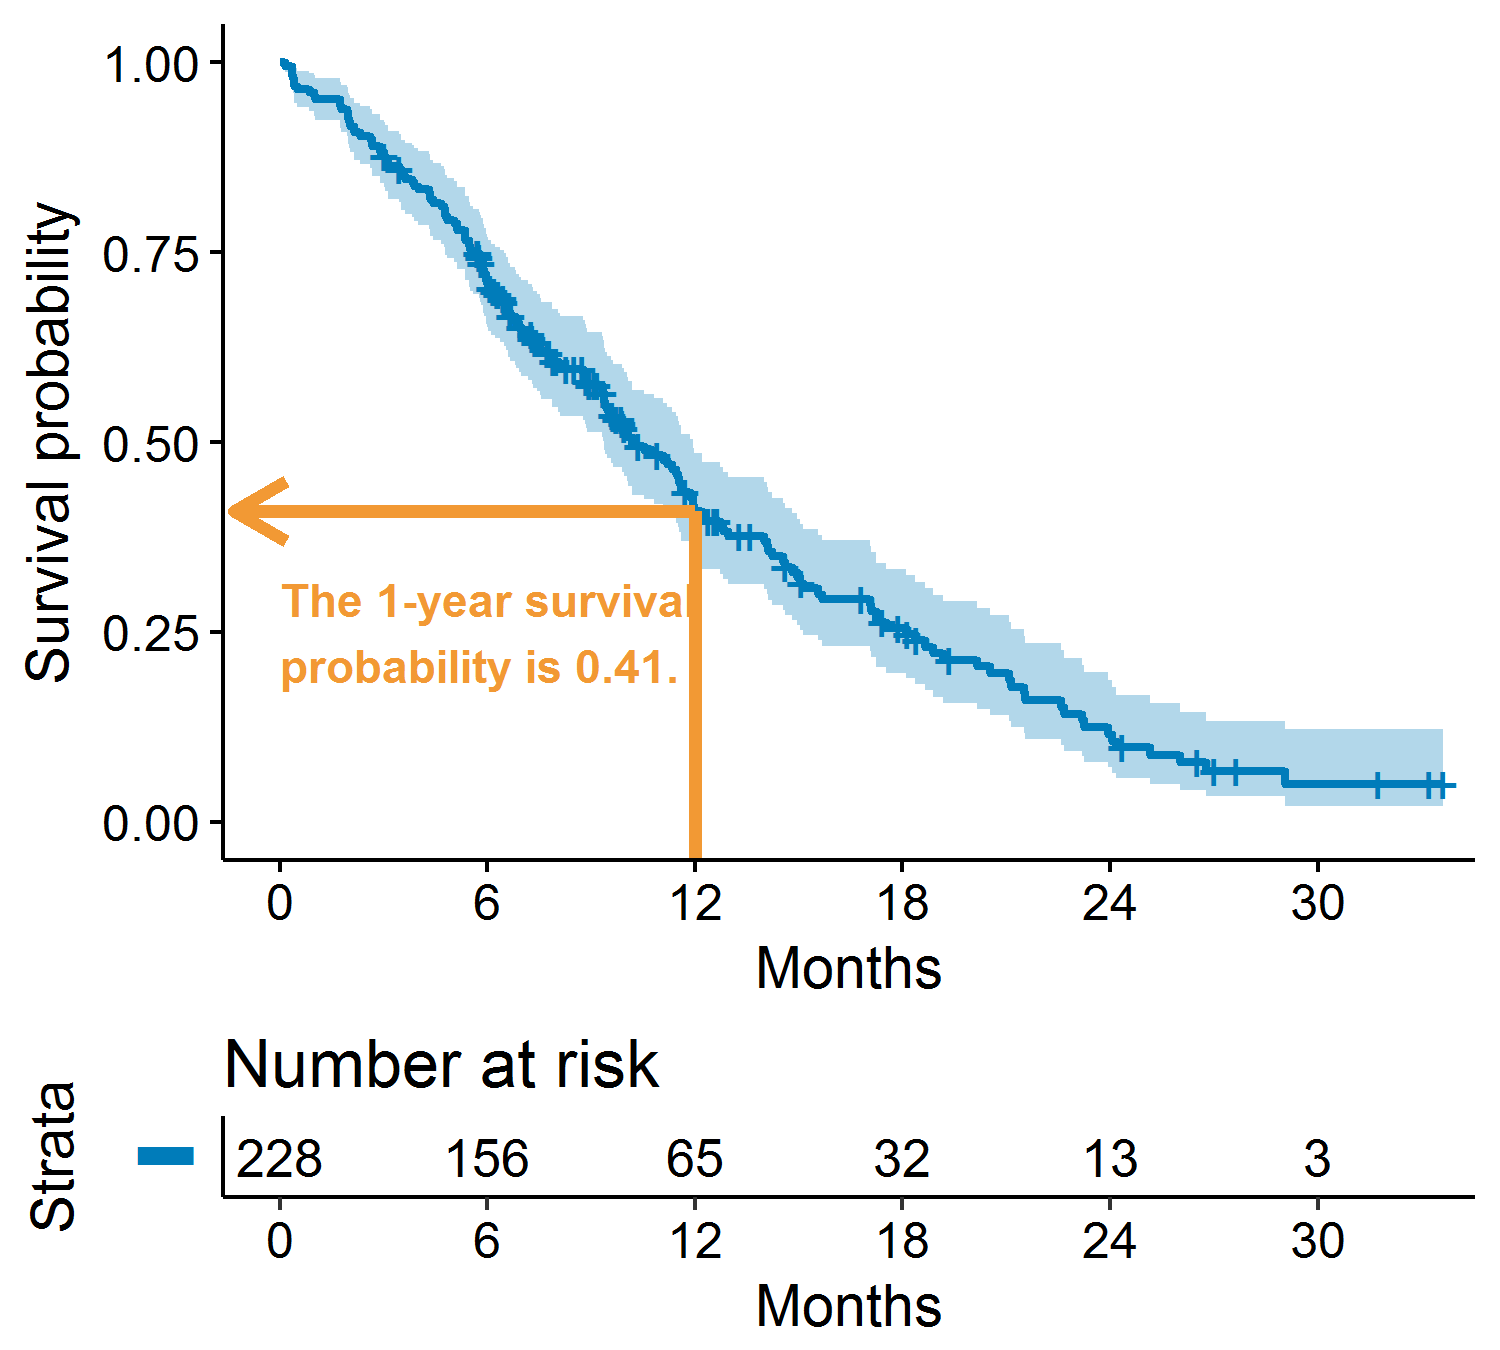 Survival probability
1.00
0.75
0.50
0.25
0.00
The 1-year survival
probability is 0.41.
0 6 12 18 24 30
Months
Number at risk
Strata
228 156 65 32 13 3
0 6 12 18 24 30
Months